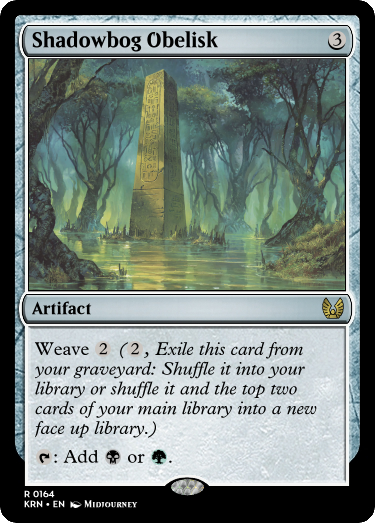 Shadowbog Obelisk 3
Artifact
Weave 2 (2, Exile this card from
your graveyard: Shuffle it into your
library or shuffle it and the top two
cards of your main library into a new
face up library.)
: Add or .
R 0164
KRN • EN Midjourney